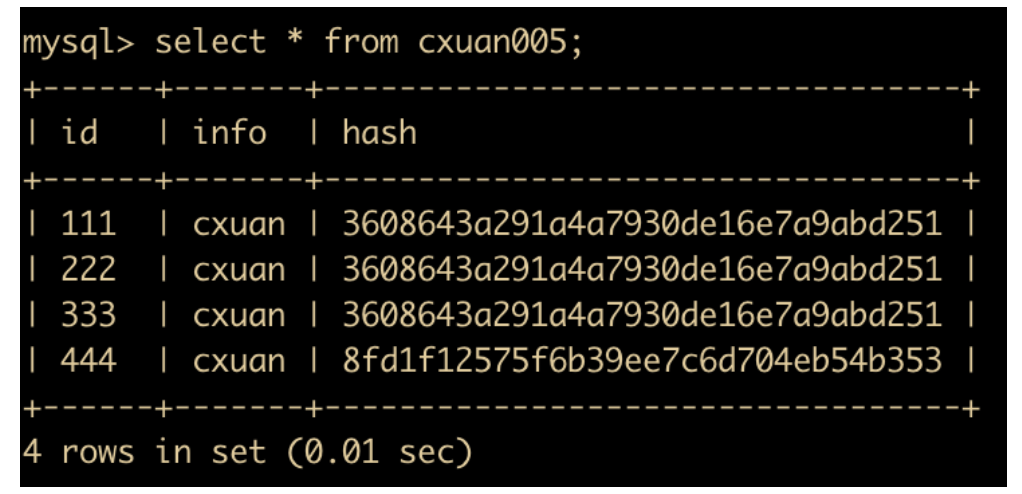 mysql> select * from cxuan005;
+------+-------+----------------------------------+
| id   | info  | hash                             |
+------+-------+----------------------------------+
| 111  | cxuan | 3608643a291a4a7930de16e7a9abd251 |
| 222  | cxuan | 3608643a291a4a7930de16e7a9abd251 |
| 333  | cxuan | 3608643a291a4a7930de16e7a9abd251 |
| 444  | cxuan | 8fd1f12575f6b39ee7c6d704eb54b353 |
+------+-------+----------------------------------+
4 rows in set (0.01 sec)